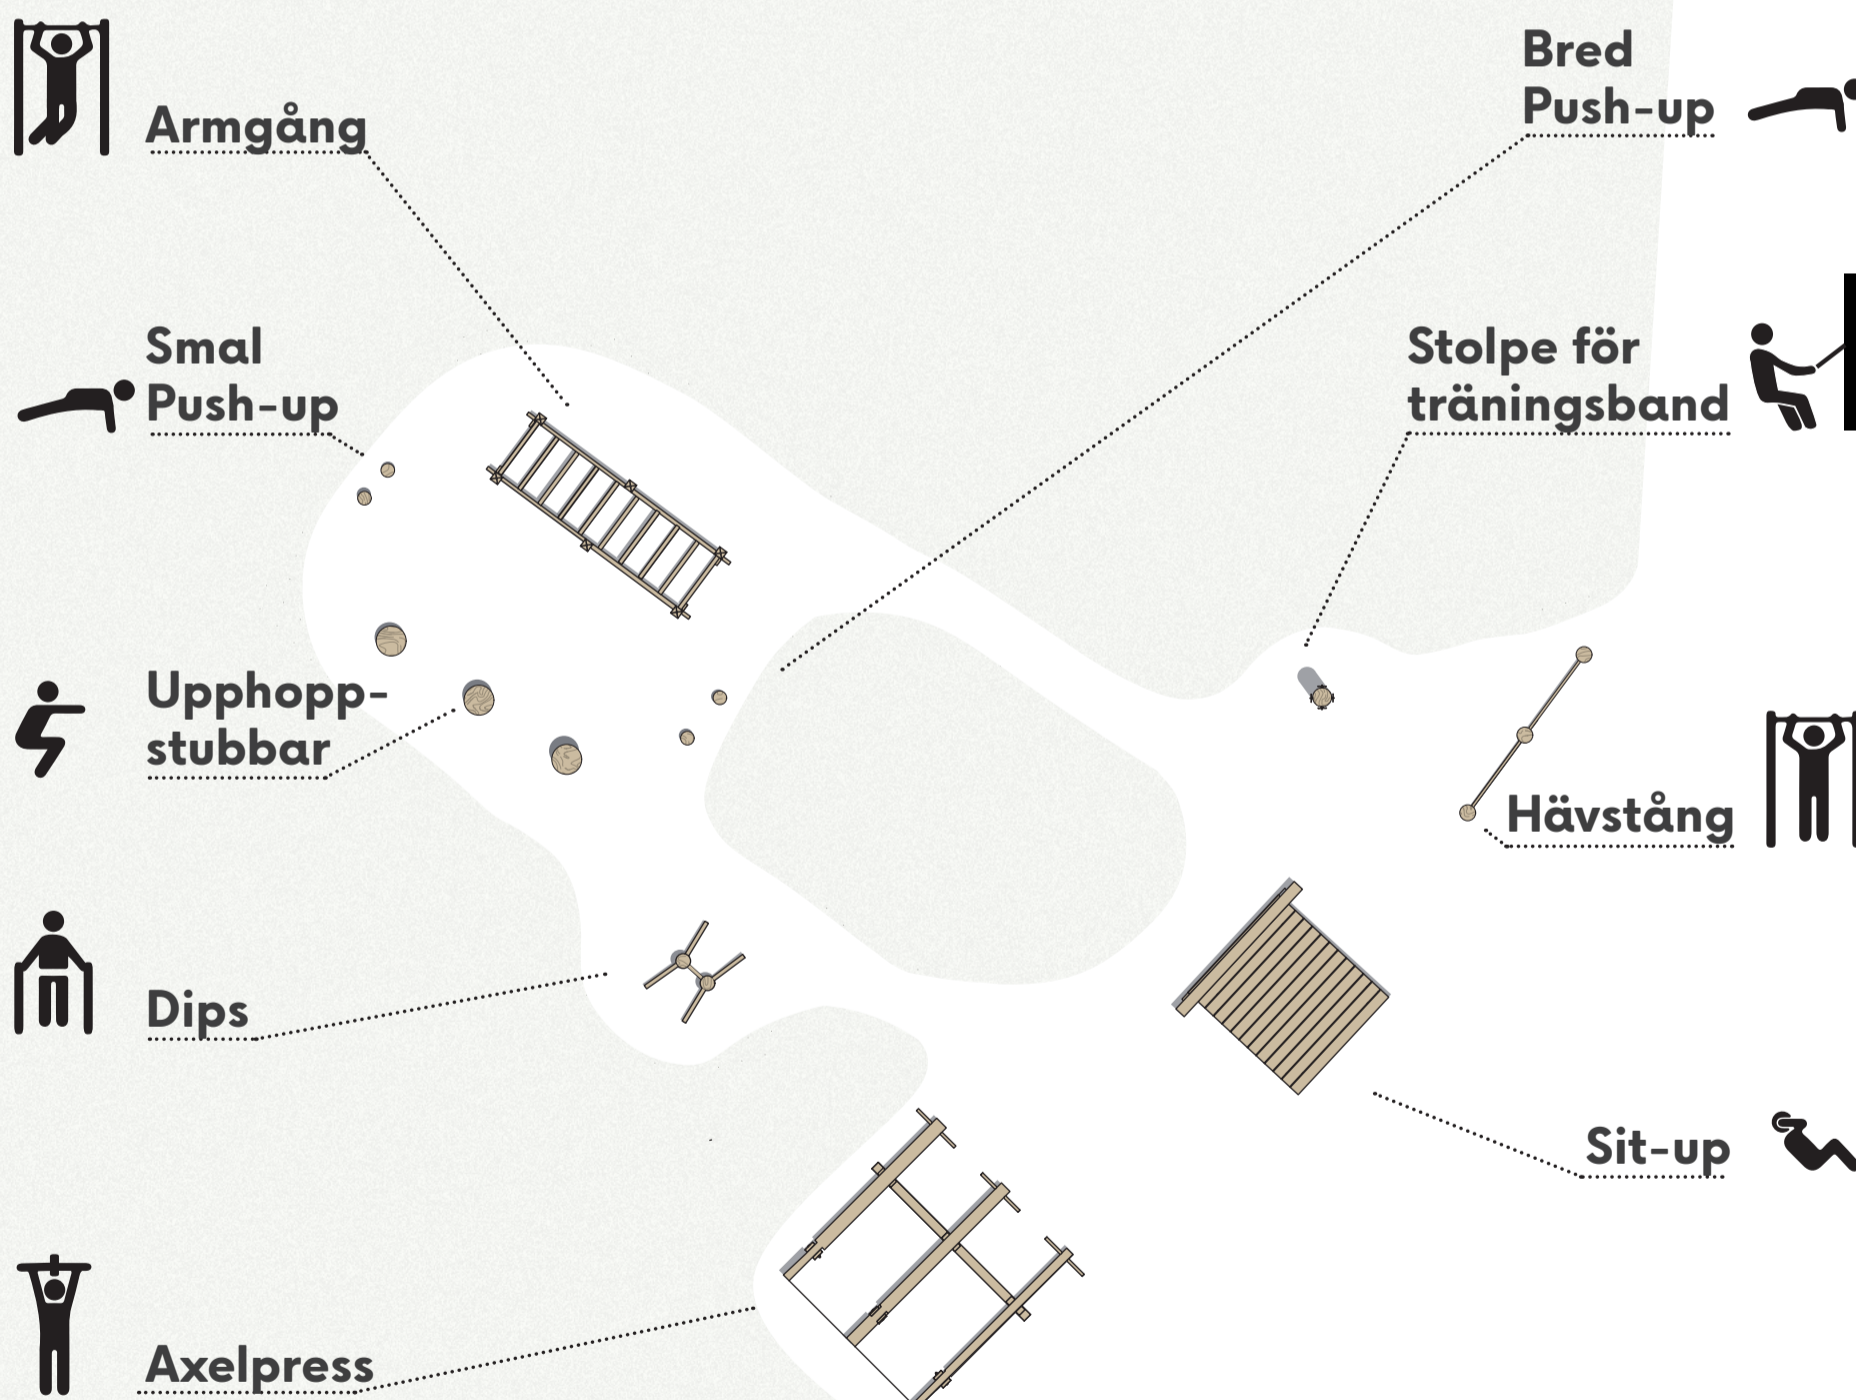 Armgång
Bred
Push-up
Smal
Push-up
Stolpe för
träningsband
Upphopp-
stubbar
Hävstång
Dips
Sit-up
Axelpress